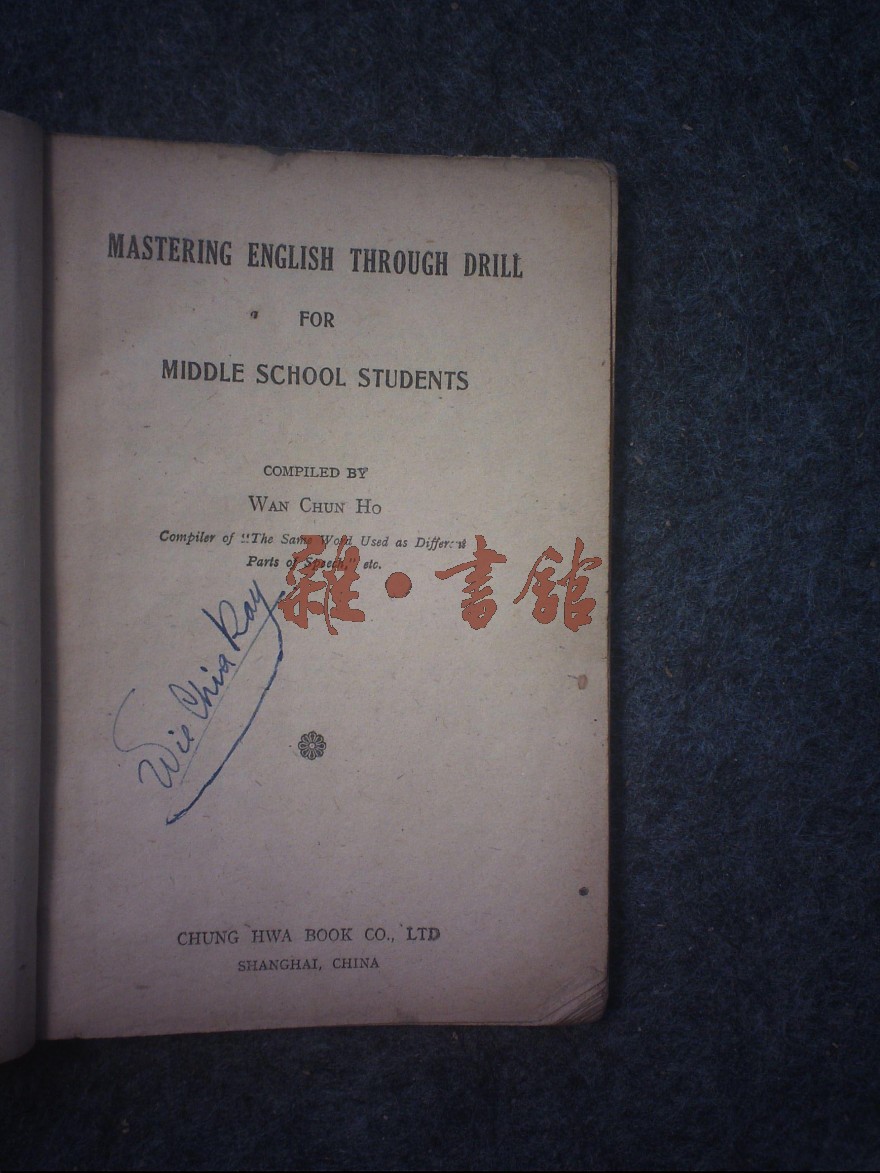 MASTERING ENGLISH THROUGH DRILL
FOR
MIDDLE SCHOOL STUDENTS
COMPILED BY
WAN CHUN HO
Compiler of "The Same Word Used as Different
Parts of Speech," etc.
雜·書館
Wie Chia Kay
CHUNG HWA BOOK CO., LTD
SHANGHAI, CHINA